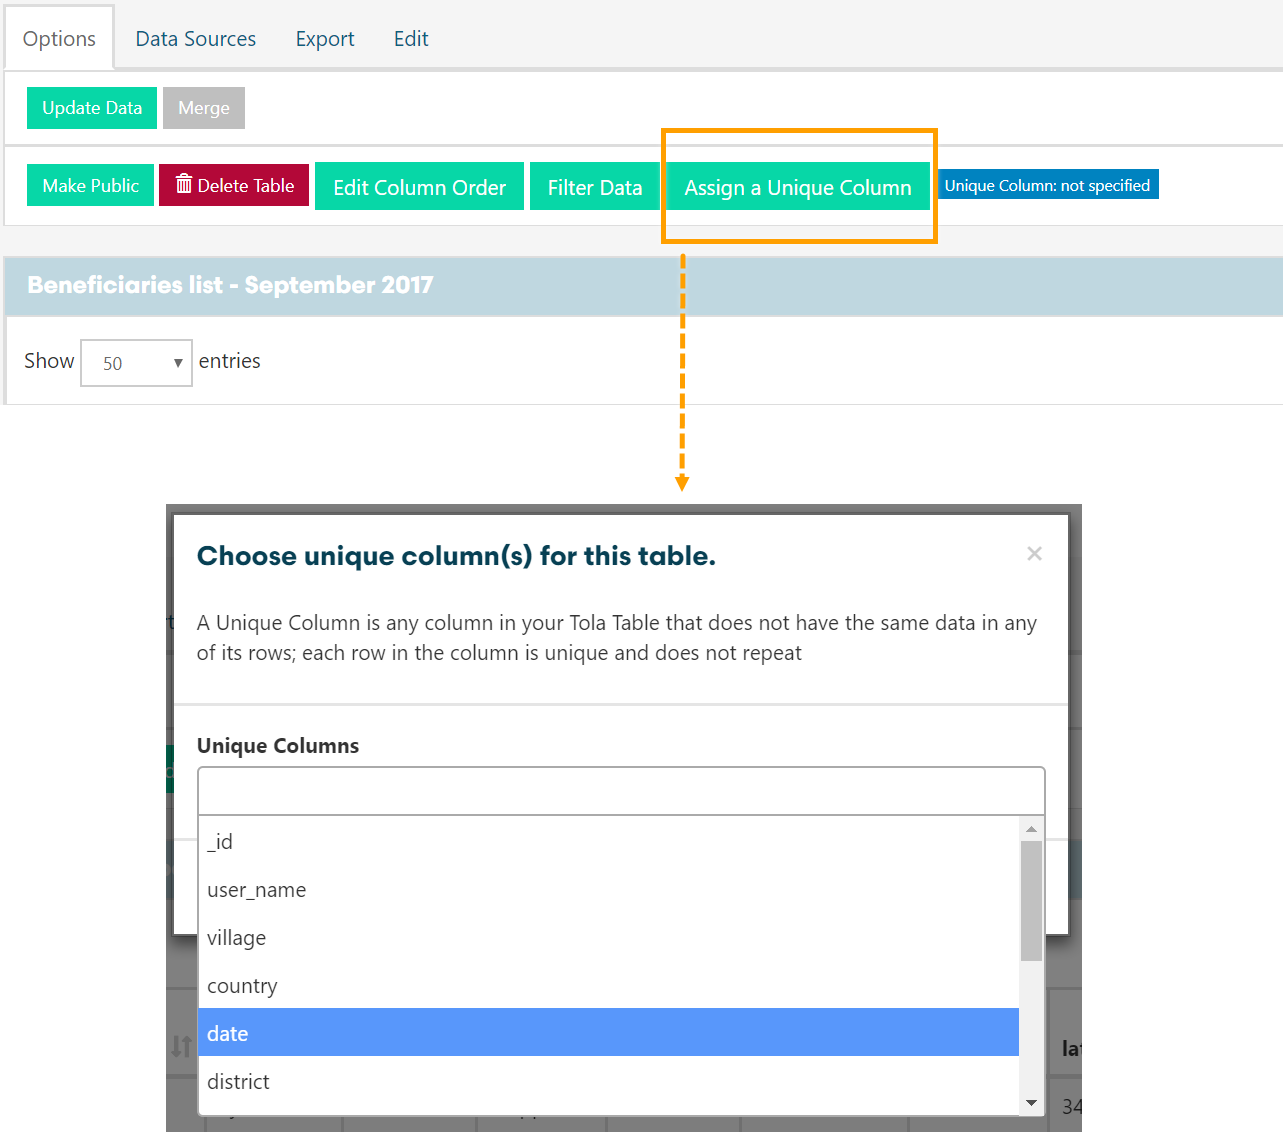 Options Data Sources Export Edit
Update Data Merge
Make Public Delete Table Edit Column Order Filter Data Assign a Unique Column Unique Column: not specified
Beneficiaries list - September 2017
Show 50 entries
Choose unique column(s) for this table. ×
A Unique Column is any column in your Tola Table that does not have the same data in any
of its rows; each row in the column is unique and does not repeat
Unique Columns
_id
user_name
village
country
date
district
34